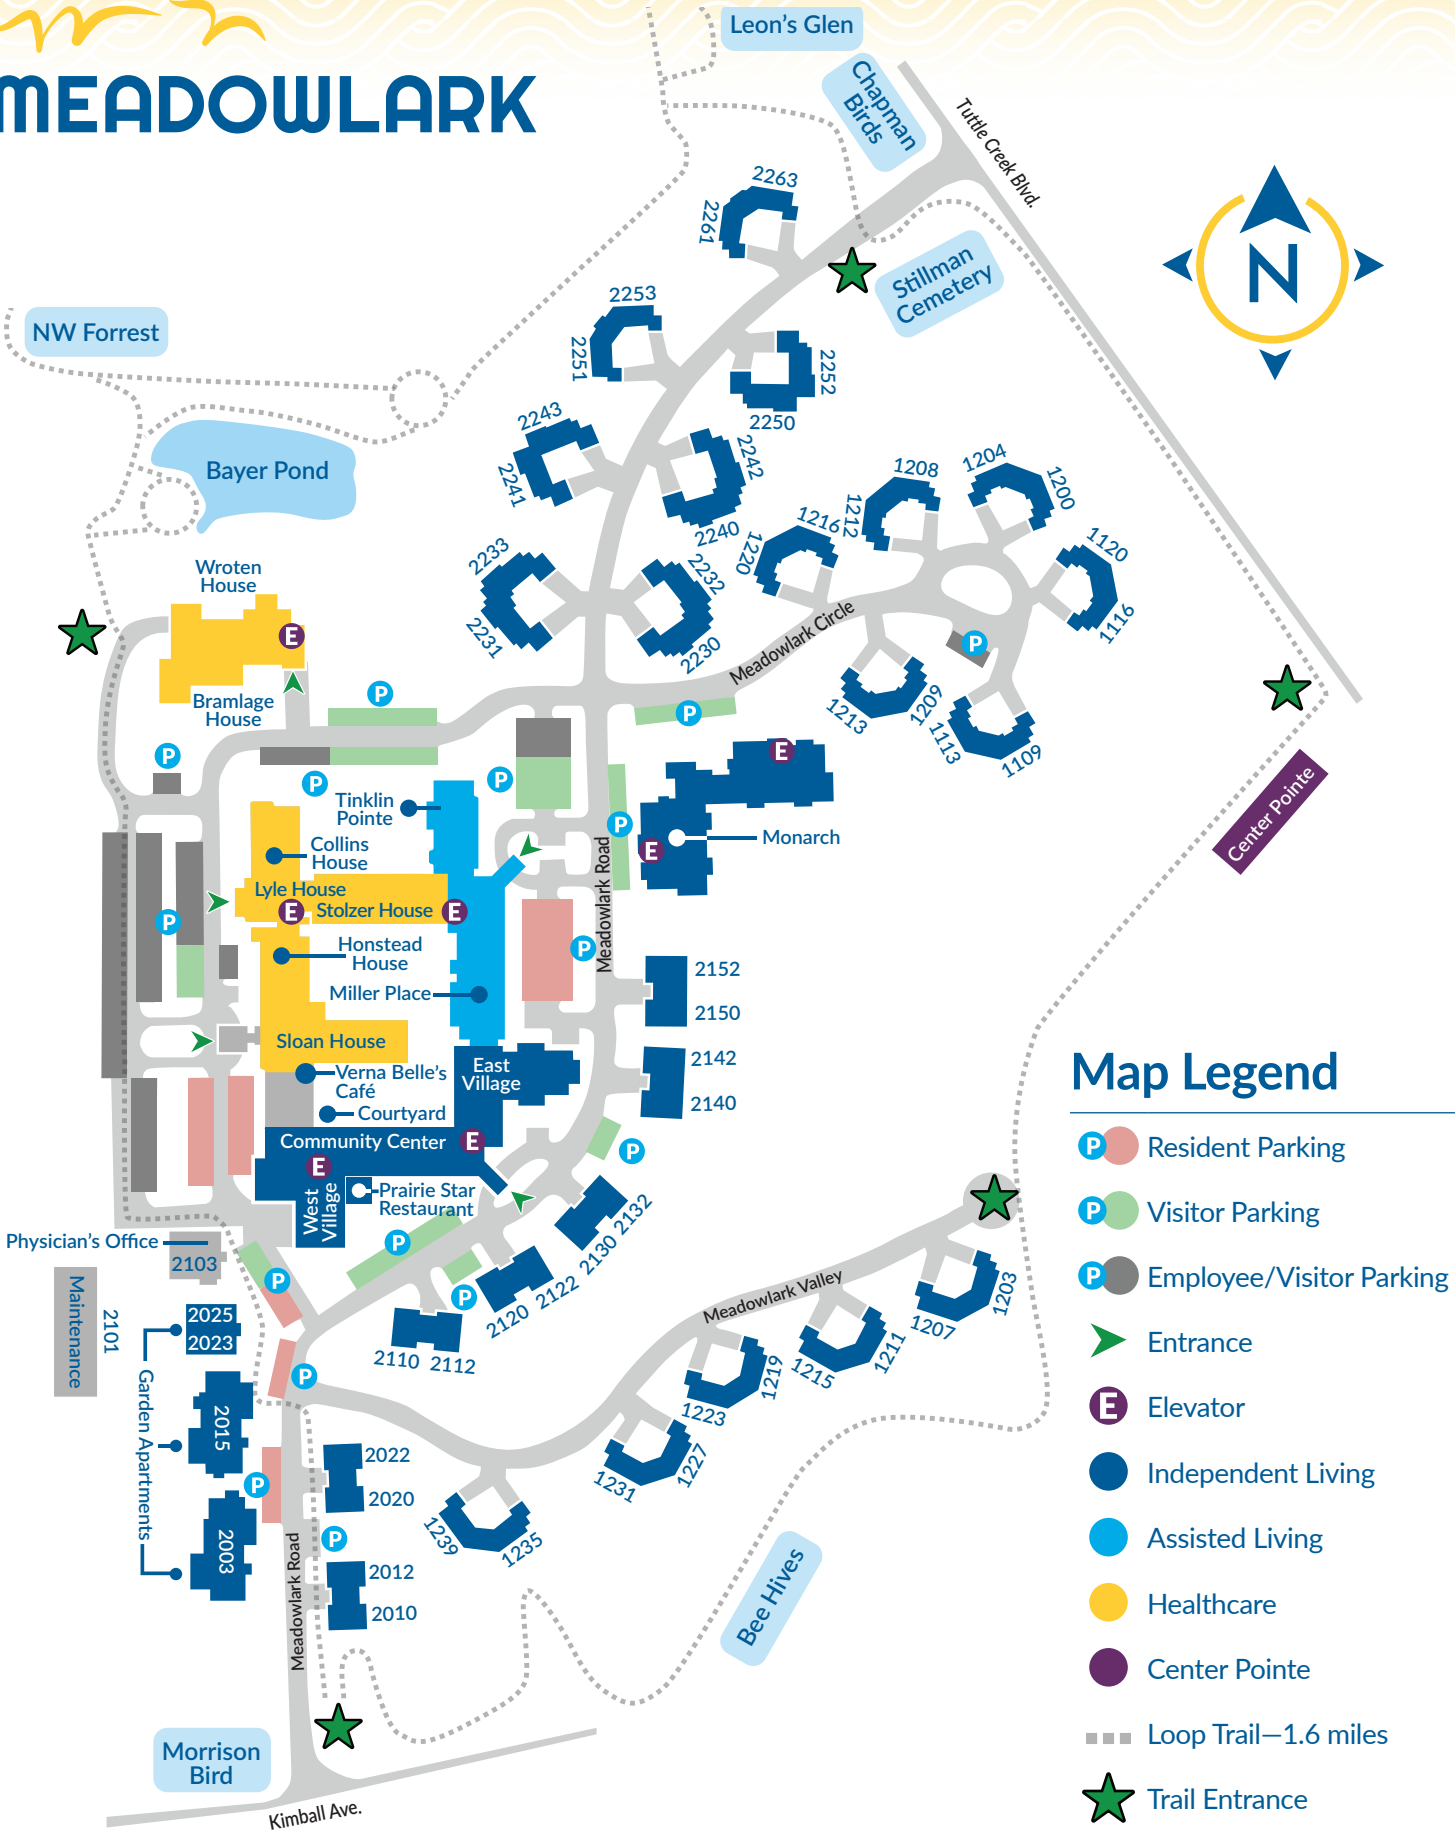 MEADOWLARK
Leon's Glen
Chapman
Birds
Tuttle Creek Blvd.
Stillman
Cemetery
N
NW Forrest
Bayer Pond
2263
2261
2253
2251
2252
2250
2243
2241
2242
2240
2233
2231
2232
2230
1220
1216
1212
1208
1204
1200
1120
1116
1213
1209
1113
1109
Meadowlark Circle
P
P
Wroten
House
E
Bramlage
House
P
P
P
P
P
Tinklin
Pointe
Collins
House
Lyle House
E
Stolzer House
E
Honstead
House
Miller Place
Sloan House
Verna Belle's
Café
Courtyard
East
Village
Community Center
E
E
West
Village
Prairie Star
Restaurant
P
P
Meadowlark Road
E
E
Monarch
Center Pointe
2152
2150
2142
2140
P
2132
2130
2122
2120
P
P
2112
2110
Physician's Office
2103
P
Maintenance
2101
2025
2023
Garden Apartments
2015
2003
P
P
P
2022
2020
2012
2010
Meadowlark Road
Meadowlark Valley
1203
1207
1211
1215
1219
1223
1227
1231
1235
1239
Bee Hives
Morrison
Bird
Kimball Ave.
Map Legend
P Resident Parking
P Visitor Parking
P Employee/Visitor Parking
Entrance
E Elevator
Independent Living
Assisted Living
Healthcare
Center Pointe
Loop Trail—1.6 miles
Trail Entrance